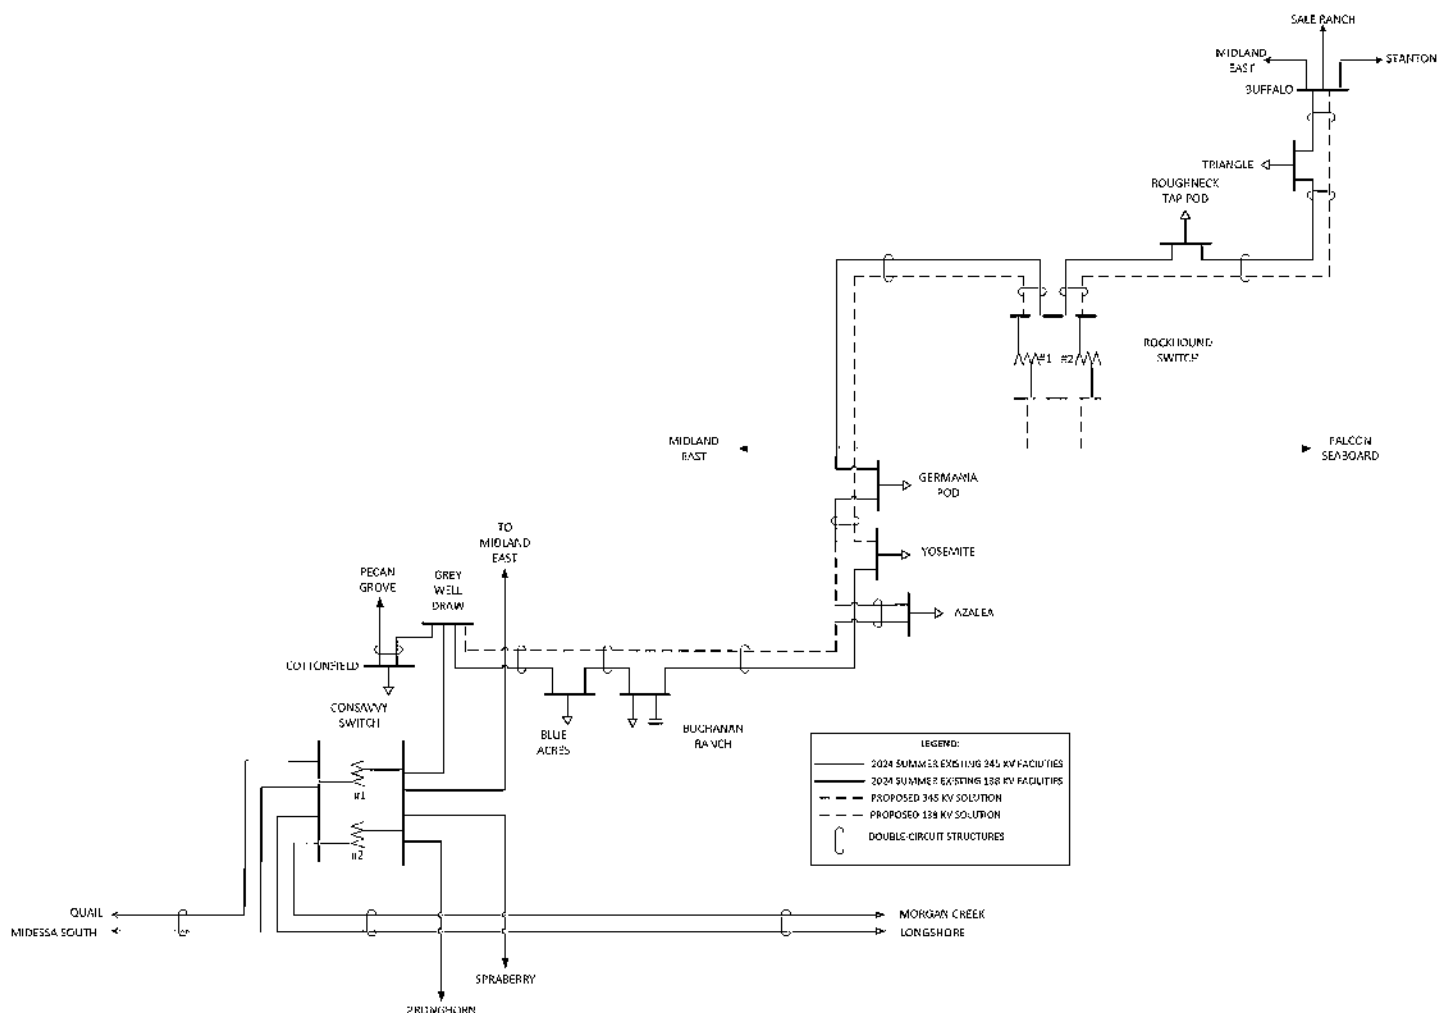 SALE RANCH
MIDLAND
EAST
STANTON
BUFFALO
TRIANGLE
ROUGHNECK
TAP POD
ROCKHOUND
SWITCH
#1
#2
MIDLAND
EAST
FALCON
SEABOARD
GERMANIA
POD
TO
MIDLAND
EAST
YOSEMITE
PECAN
GROVE
GREY
WELL
DRAW
AZALEA
COTTONFIELD
CONSAVVY
SWITCH
BLUE
ACRES
BUCHANAN
RANCH
LEGEND:
2024 SUMMER EXISTING 345 KV FACILITIES
2024 SUMMER EXISTING 138 KV FACILITIES
PROPOSED 345 KV SOLUTION
PROPOSED 138 KV SOLUTION
DOUBLE-CIRCUIT STRUCTURES
#1
#2
QUAIL
MORGAN CREEK
MIDESSA SOUTH
LONGSHORE
SPRABERRY
PRONGHORN